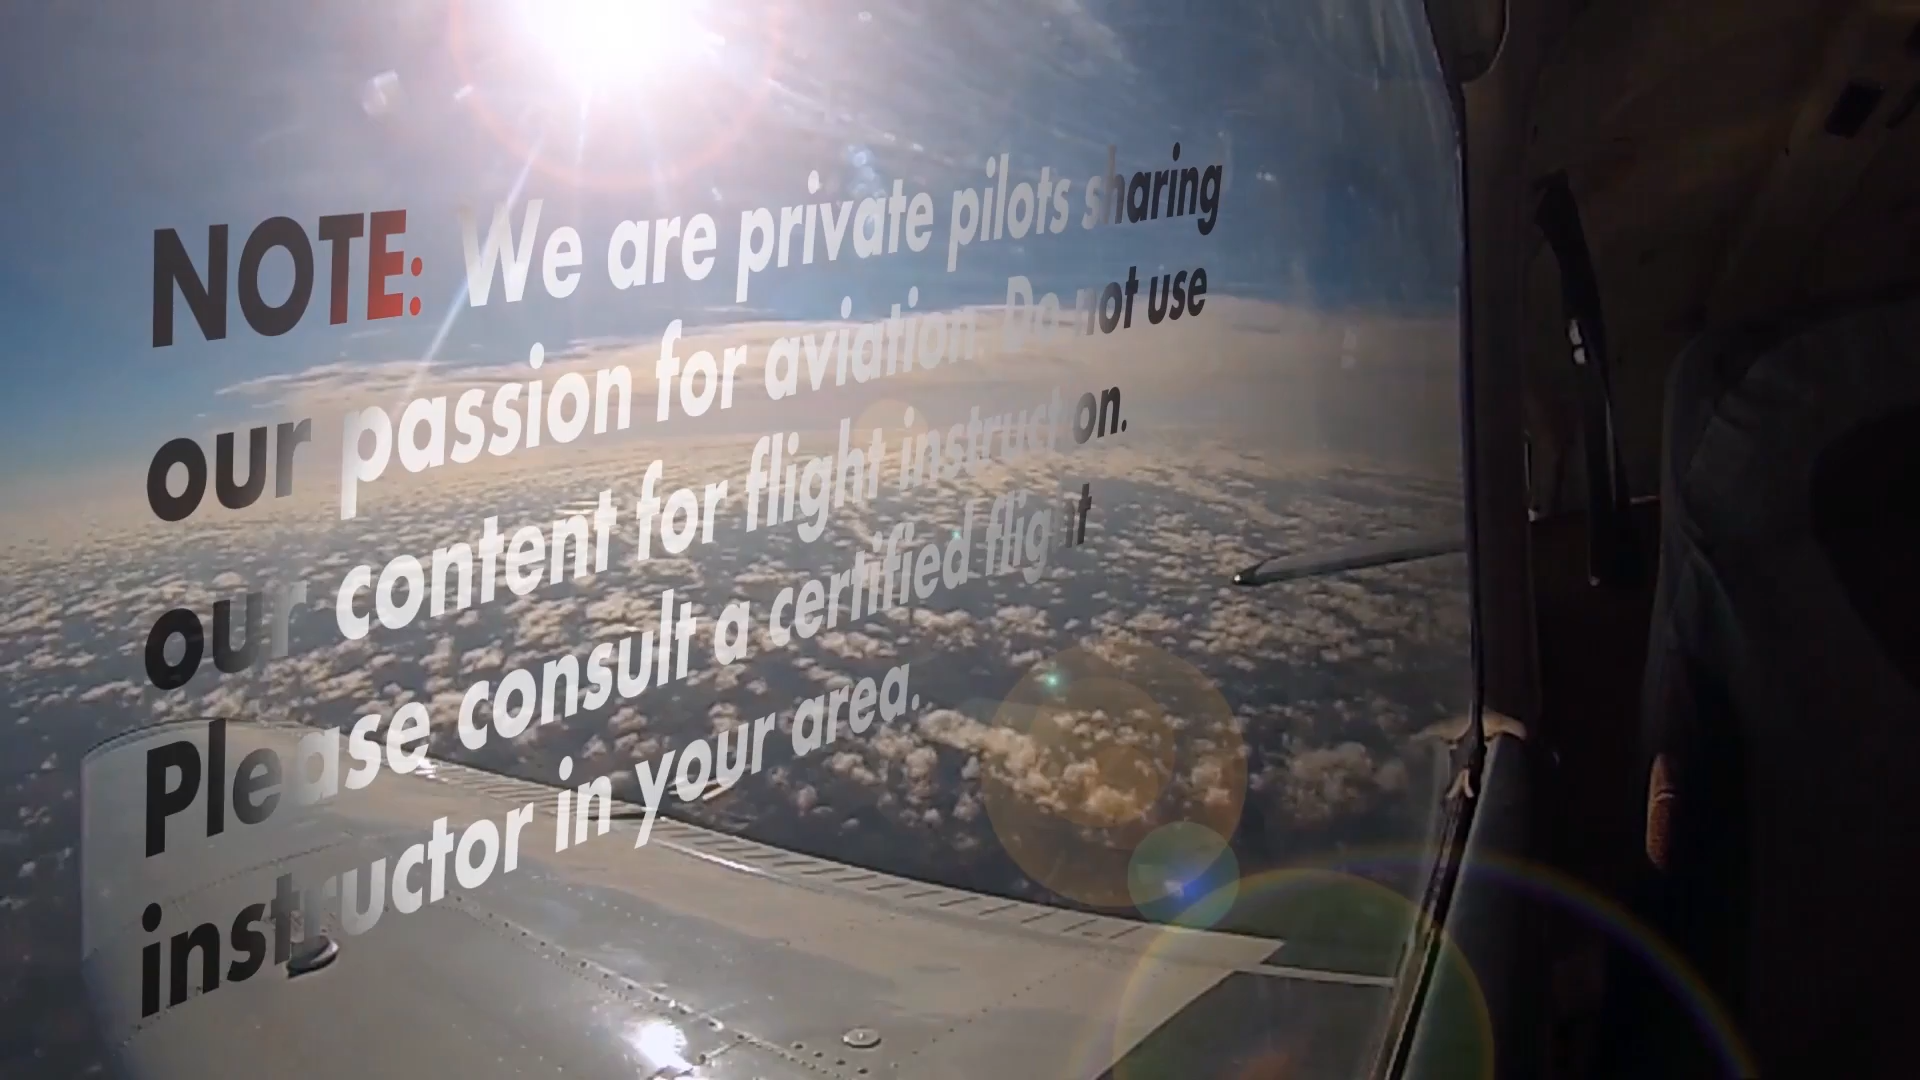 NOTE: We are private pilots sharing
our passion for aviation. Do not use
our content for flight instruction.
Please consult a certified flight
instructor in your area.